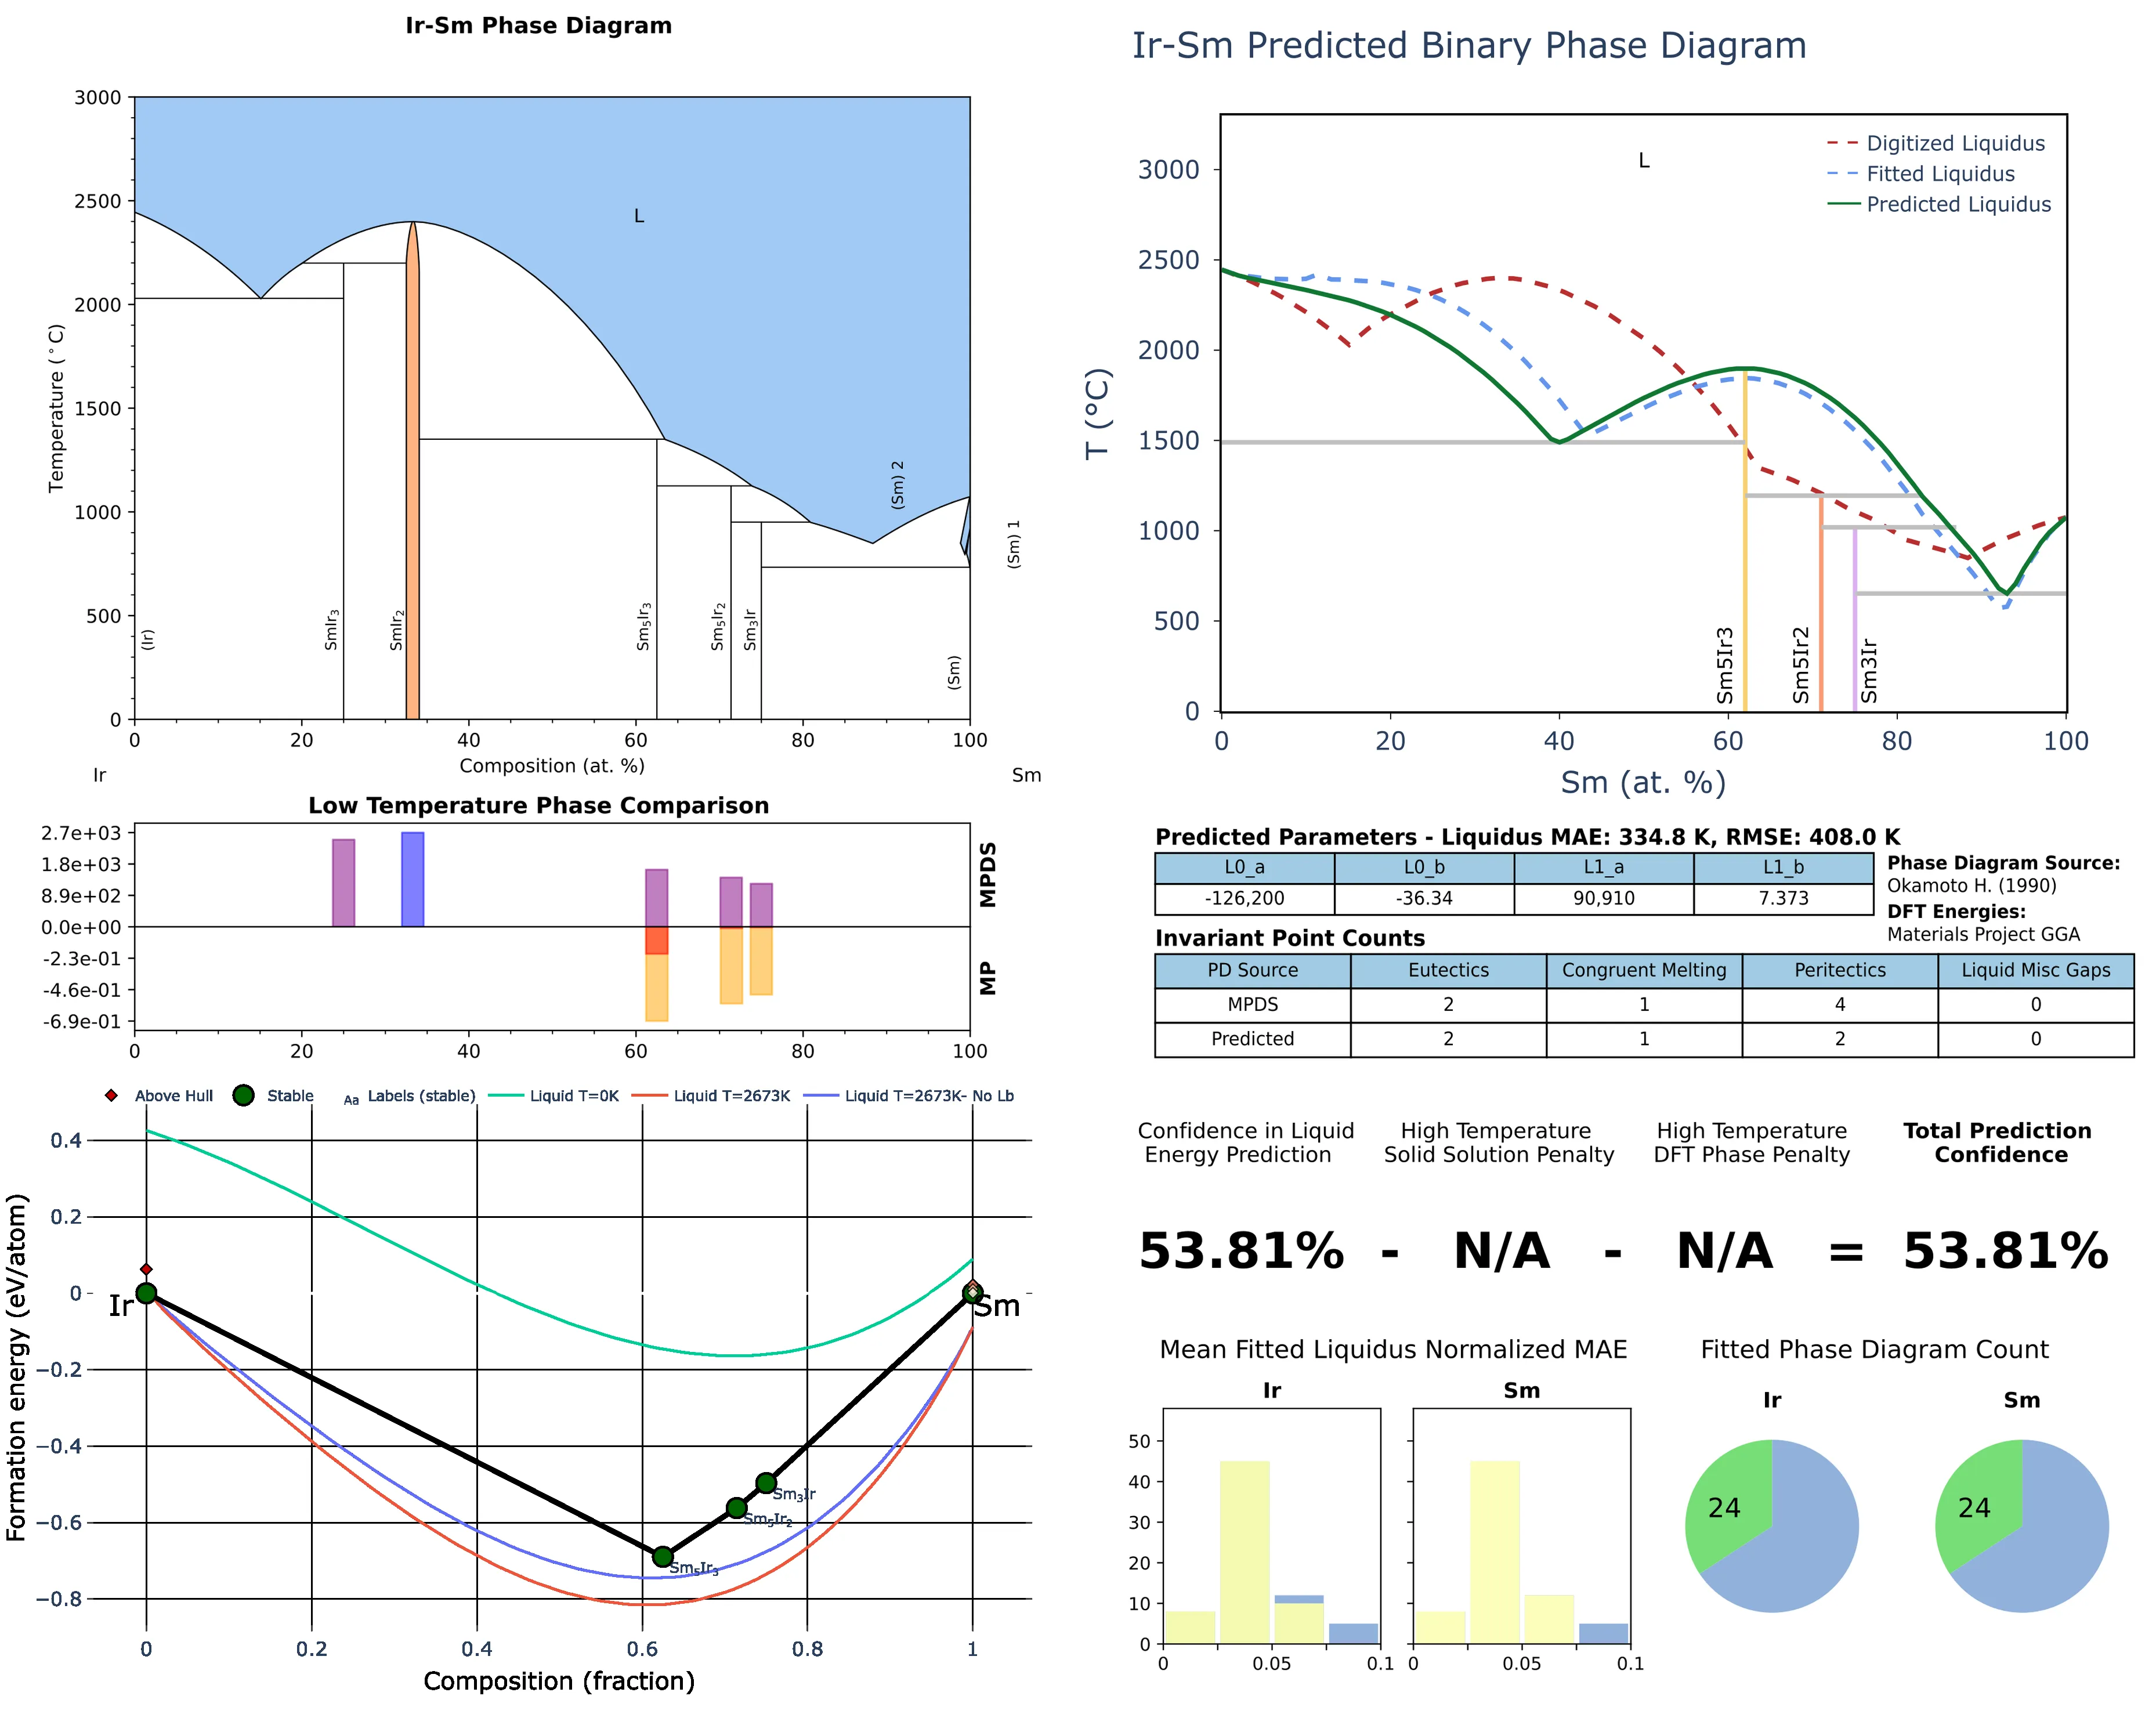 Ir-Sm Phase Diagram
3000
2500
2000
1500
1000
500
0
Temperature (°C)
L
(Ir)
SmIr3
SmIr2
Sm5Ir3
Sm5Ir2
Sm3Ir
(Sm) 2
(Sm)
(Sm) 1
0 20 40 60 80 100
Composition (at. %)
Ir Sm
Low Temperature Phase Comparison
2.7e+03
1.8e+03
8.9e+02
0.0e+00
-2.3e-01
-4.6e-01
-6.9e-01
MPDS
MP
0 20 40 60 80 100
Above Hull Stable Aa Labels (stable) Liquid T=0K Liquid T=2673K Liquid T=2673K- No Lb
0.4
0.2
0
−0.2
−0.4
−0.6
−0.8
Formation energy (eV/atom)
Ir
Sm
Sm3Ir
Sm5Ir2
Sm5Ir3
0 0.2 0.4 0.6 0.8 1
Composition (fraction)
Ir-Sm Predicted Binary Phase Diagram
3000
2500
2000
1500
1000
500
0
T (°C)
L
Digitized Liquidus
Fitted Liquidus
Predicted Liquidus
Sm5Ir3
Sm5Ir2
Sm3Ir
0 20 40 60 80 100
Sm (at. %)
Predicted Parameters - Liquidus MAE: 334.8 K, RMSE: 408.0 K
L0_a L0_b L1_a L1_b
-126,200 -36.34 90,910 7.373
Phase Diagram Source:
Okamoto H. (1990)
DFT Energies:
Materials Project GGA
Invariant Point Counts
PD Source Eutectics Congruent Melting Peritectics Liquid Misc Gaps
MPDS 2 1 4 0
Predicted 2 1 2 0
Confidence in Liquid
Energy Prediction
High Temperature
Solid Solution Penalty
High Temperature
DFT Phase Penalty
Total Prediction
Confidence
53.81% - N/A - N/A = 53.81%
Mean Fitted Liquidus Normalized MAE
Ir
Sm
50
40
30
20
10
0
0 0.05 0.1
0 0.05 0.1
Fitted Phase Diagram Count
Ir
Sm
24
24